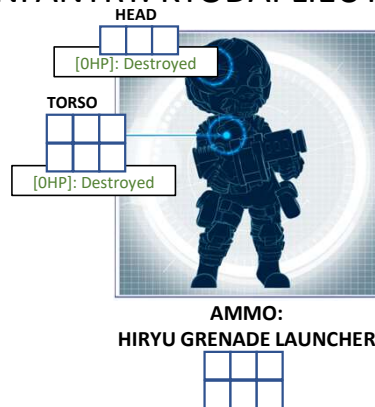 HEAD
[0HP]: Destroyed
TORSO
[0HP]: Destroyed
AMMO:
HIRYU GRENADE LAUNCHER